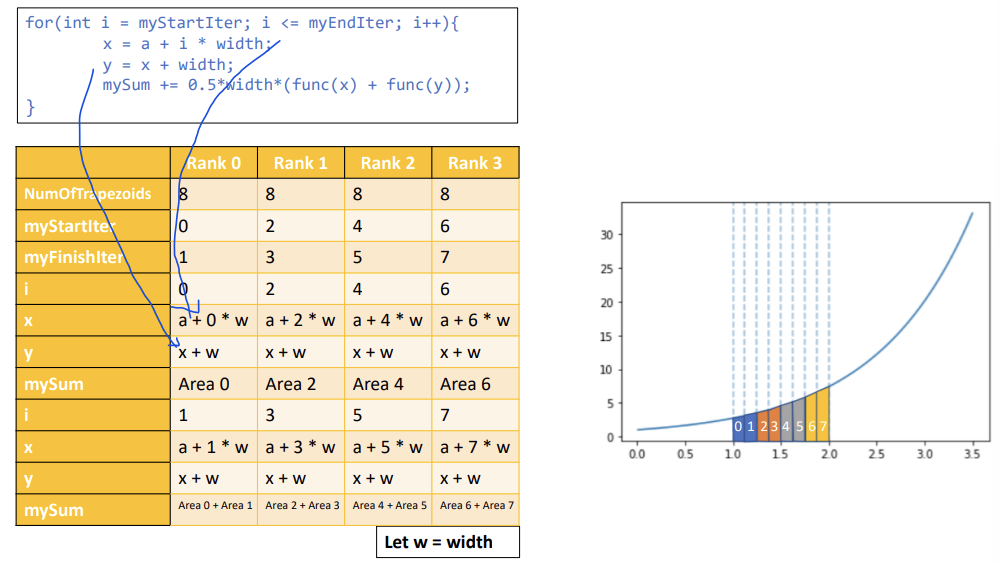 for(int i = myStartIter; i <= myEndIter; i++){
x = a + i * width;
y = x + width;
mySum += 0.5*width*(func(x) + func(y));
}
Rank 0 Rank 1 Rank 2 Rank 3
NumOfTrapezoids 8 8 8 8
myStartIter 0 2 4 6
myFinishIter 1 3 5 7
i 0 2 4 6
x a + 0 * w a + 2 * w a + 4 * w a + 6 * w
y x + w x + w x + w x + w
mySum Area 0 Area 2 Area 4 Area 6
i 1 3 5 7
x a + 1 * w a + 3 * w a + 5 * w a + 7 * w
y x + w x + w x + w x + w
mySum Area 0 + Area 1 Area 2 + Area 3 Area 4 + Area 5 Area 6 + Area 7
Let w = width
30
25
20
15
10
5
0
0 1 2 3 4 5 6 7
0.0 0.5 1.0 1.5 2.0 2.5 3.0 3.5